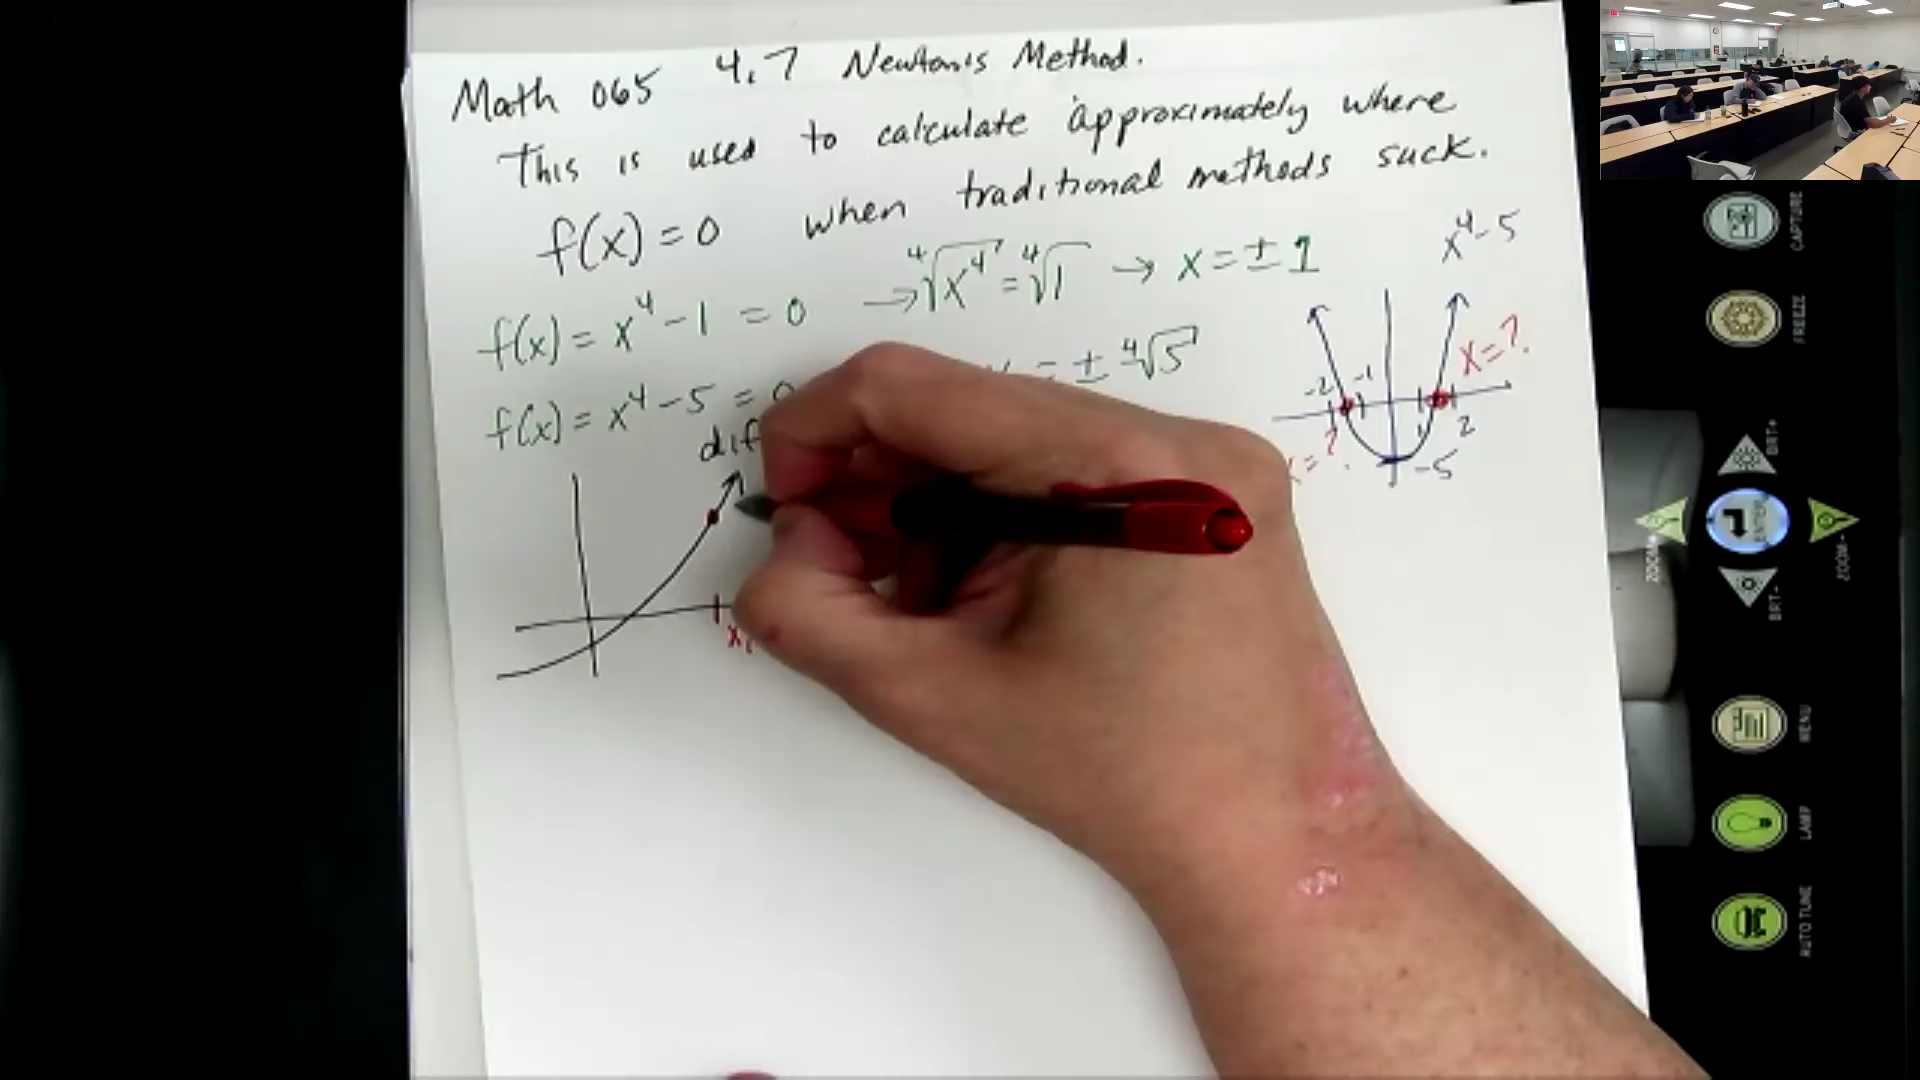 Math 065 4.7 Newton's Method.
This is used to calculate approximately where
f(x)=0 when traditional methods suck.
f(x) = x⁴-1 = 0 → ⁴√x⁴ = ⁴√1 → x = ±1
f(x) = x⁴-5 = 0 = ± ⁴√5
dif
x⁴-5
x=?
-2 -1
1 2
x=?.
-5
x₁
CAPTURE
FREEZE
BRT+
ENTER
ZOOM+
ZOOM-
BRT-
MENU
LAMP
AUTO TUNE